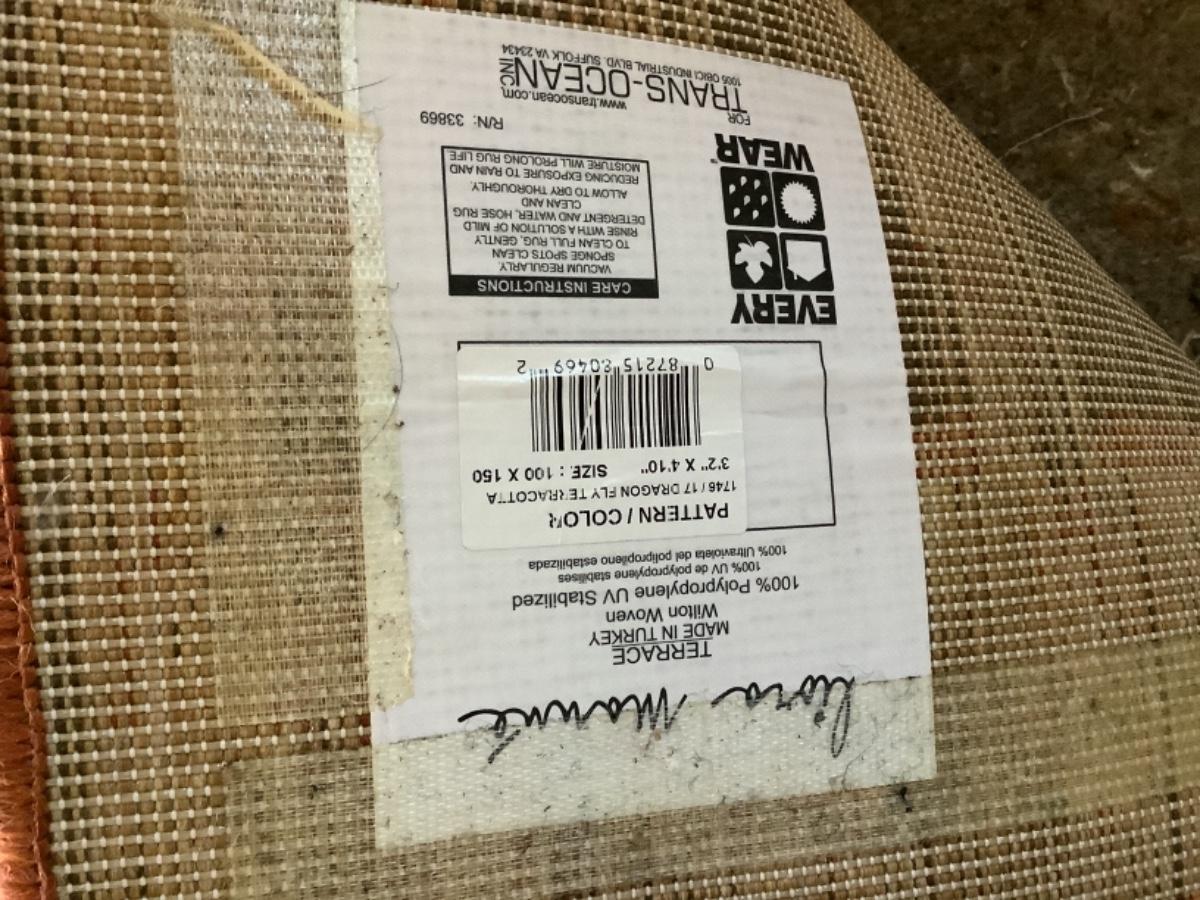 liora Manné
TERRACE
MADE IN TURKEY
Wilton Woven
100% Polypropylene UV Stabilized
100% UV de polypropylene stabilises
100% Ultravioleta del polipropileno estabilizada
PATTERN / COLOR
1746 / 17 DRAGON FLY TERRACOTTA
3'2" X 4'10" SIZE : 100 X 150
0 87215 80469 2
EVERY
WEAR™
CARE INSTRUCTIONS
VACUUM REGULARLY.
SPONGE SPOTS CLEAN
TO CLEAN FULL RUG, GENTLY
RINSE WITH A SOLUTION OF MILD
DETERGENT AND WATER, HOSE RUG
CLEAN AND
ALLOW TO DRY THOROUGHLY.
REDUCING EXPOSURE TO RAIN AND
MOISTURE WILL PROLONG RUG LIFE
R/N: 33869
FOR
TRANS-OCEAN INC.
www.transocean.com
1005 OBICI INDUSTRIAL BLVD. SUFFOLK VA 23434